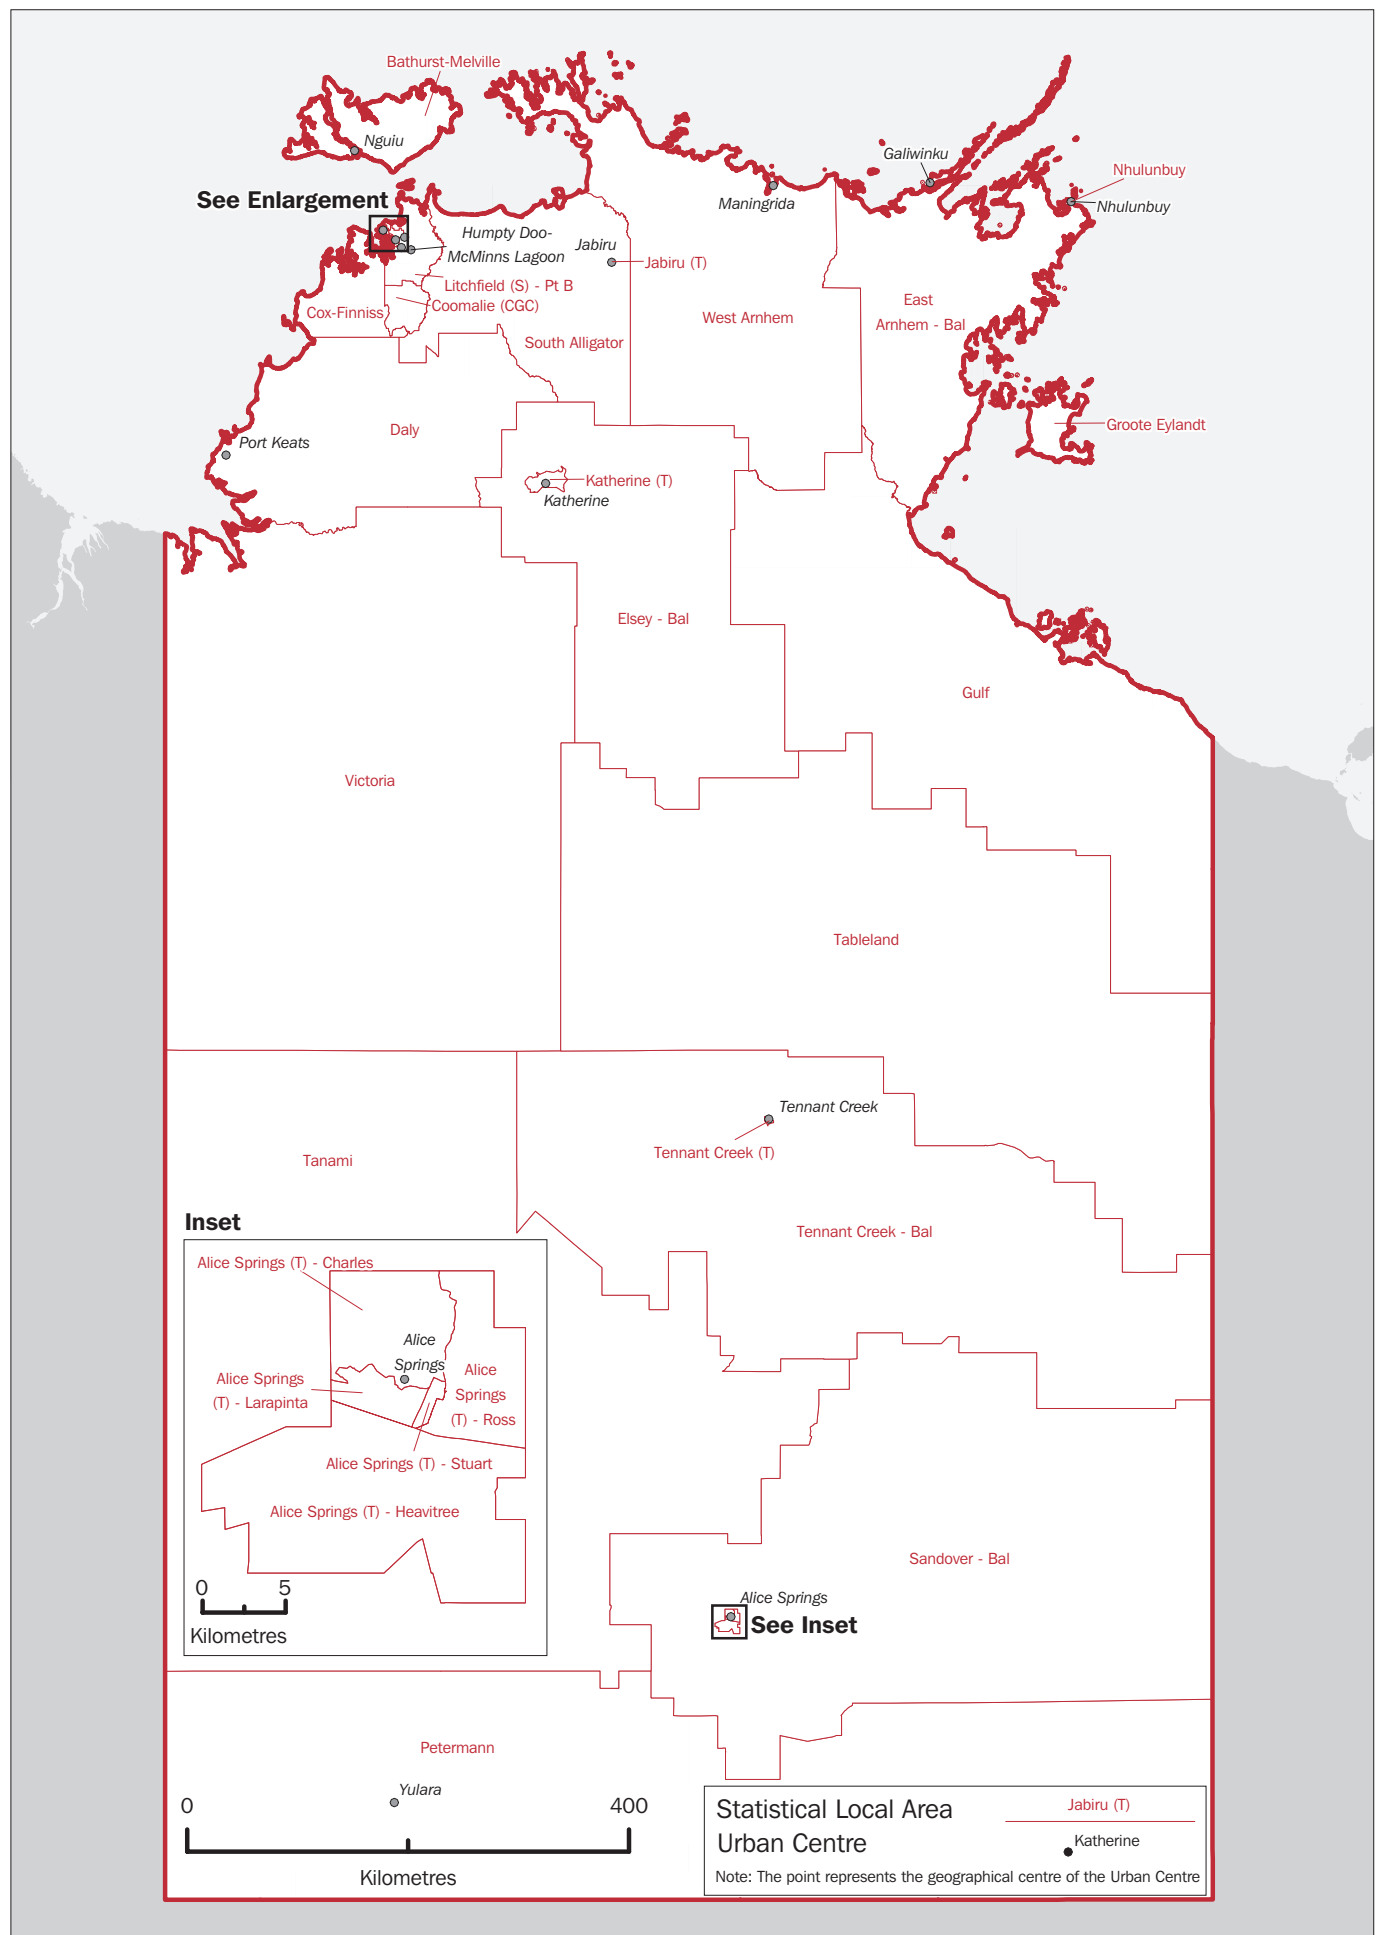 Bathurst-Melville
Nguiu
Galiwinku
Nhulunbuy
See Enlargement
Maningrida
Nhulunbuy
Humpty Doo-
McMinns Lagoon
Jabiru
Jabiru (T)
Litchfield (S) - Pt B
Coomalie (CGC)
Cox-Finniss
East
Arnhem - Bal
West Arnhem
South Alligator
Daly
Groote Eylandt
Port Keats
Katherine (T)
Katherine
Elsey - Bal
Gulf
Victoria
Tableland
Tennant Creek
Tennant Creek (T)
Tanami
Tennant Creek - Bal
Inset
Alice Springs (T) - Charles
Alice
Springs
Alice Springs
(T) - Larapinta
Alice
Springs
(T) - Ross
Alice Springs (T) - Stuart
Alice Springs (T) - Heavitree
0 5
Kilometres
Sandover - Bal
Alice Springs
See Inset
Petermann
Yulara
0 400
Kilometres
Statistical Local Area
Jabiru (T)
Urban Centre
Katherine
Note: The point represents the geographical centre of the Urban Centre